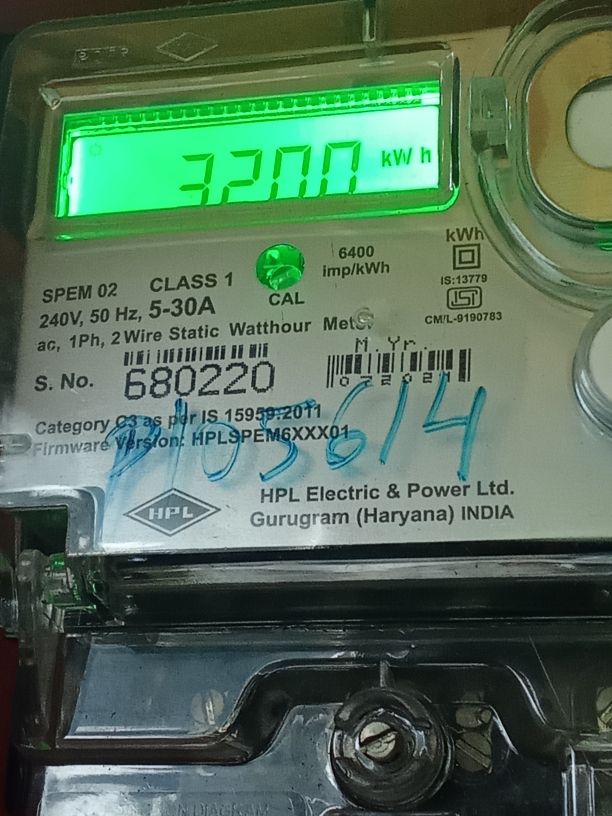 HPL
3200 kWh
kWh
6400
imp/kWh
CAL
IS:13779
CM/L-9190783
SPEM 02 CLASS 1
240V, 50 Hz, 5-30A
ac, 1Ph, 2 Wire Static Watthour Meter
M.Yr.
S. No. 680220
Category C3 as per IS 15959:2011
Firmware Version: HPLSPEM6XXX01
HPL
HPL Electric & Power Ltd.
Gurugram (Haryana) INDIA